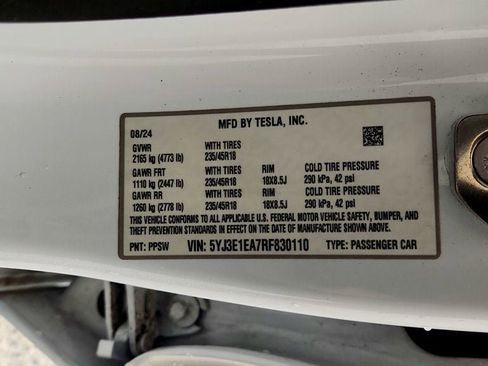 MFD BY TESLA, INC.
08/24
GVWR WITH TIRES
2165 kg (4773 lb) 235/45R18
GAWR FRT WITH TIRES RIM COLD TIRE PRESSURE
1110 kg (2447 lb) 235/45R18 18X8.5J 290 kPa, 42 psi
GAWR RR WITH TIRES RIM COLD TIRE PRESSURE
1260 kg (2778 lb) 235/45R18 18X8.5J 290 kPa, 42 psi
THIS VEHICLE CONFORMS TO ALL APPLICABLE U.S. FEDERAL MOTOR VEHICLE SAFETY, BUMPER, AND
THEFT PREVENTION STANDARDS IN EFFECT ON THE DATE OF MANUFACTURE SHOWN ABOVE.
PNT: PPSW VIN: 5YJ3E1EA7RF830110 TYPE: PASSENGER CAR